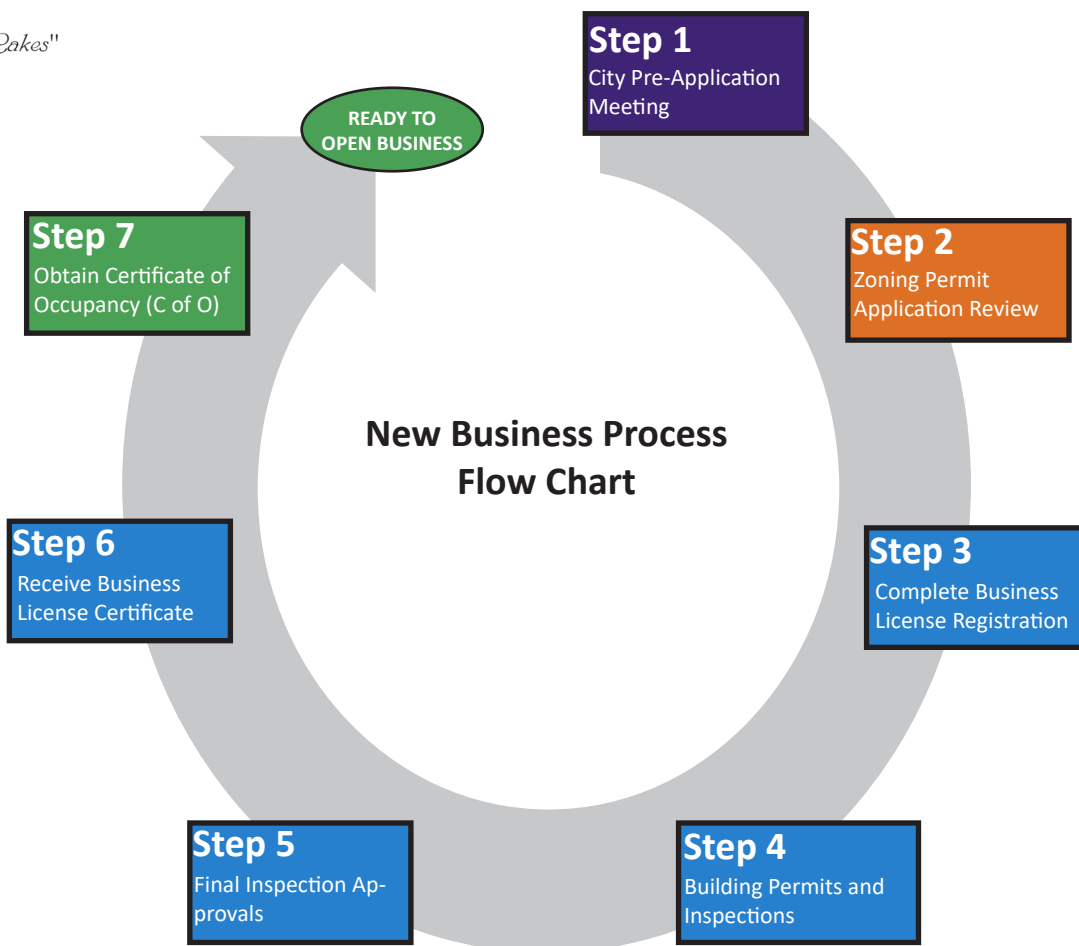 Cakes"
Step 1
City Pre-Application
Meeting
READY TO
OPEN BUSINESS
Step 2
Zoning Permit
Application Review
Step 3
Complete Business
License Registration
Step 4
Building Permits and
Inspections
Step 5
Final Inspection Ap-
provals
Step 6
Receive Business
License Certificate
Step 7
Obtain Certificate of
Occupancy (C of O)
New Business Process
Flow Chart